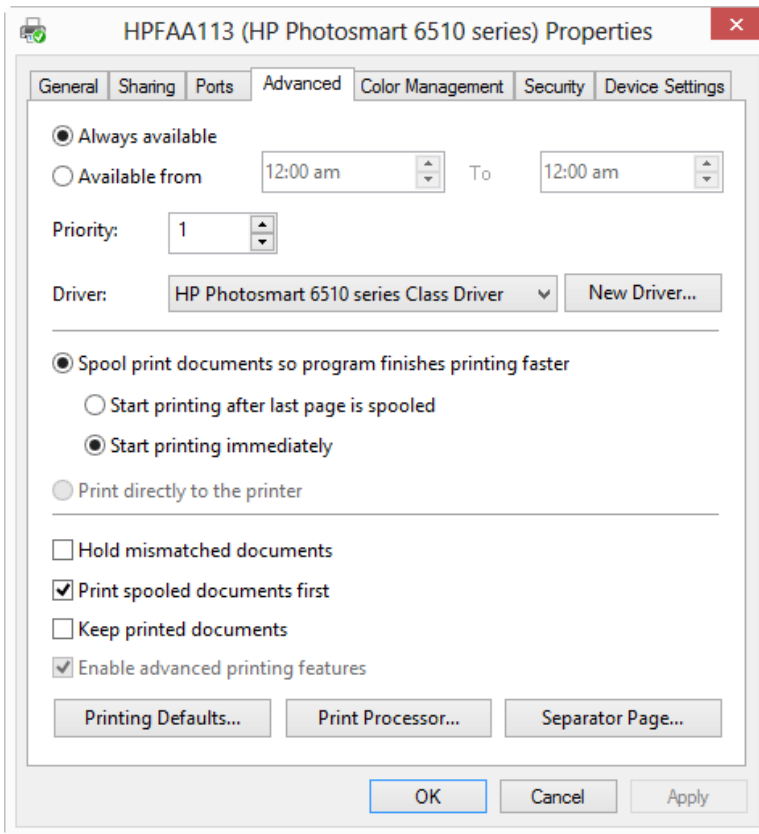 HPFAA113 (HP Photosmart 6510 series) Properties
General Sharing Ports Advanced Color Management Security Device Settings
Always available
Available from 12:00 am To 12:00 am
Priority: 1
Driver: HP Photosmart 6510 series Class Driver New Driver...
Spool print documents so program finishes printing faster
Start printing after last page is spooled
Start printing immediately
Print directly to the printer
Hold mismatched documents
Print spooled documents first
Keep printed documents
Enable advanced printing features
Printing Defaults... Print Processor... Separator Page...
OK Cancel Apply